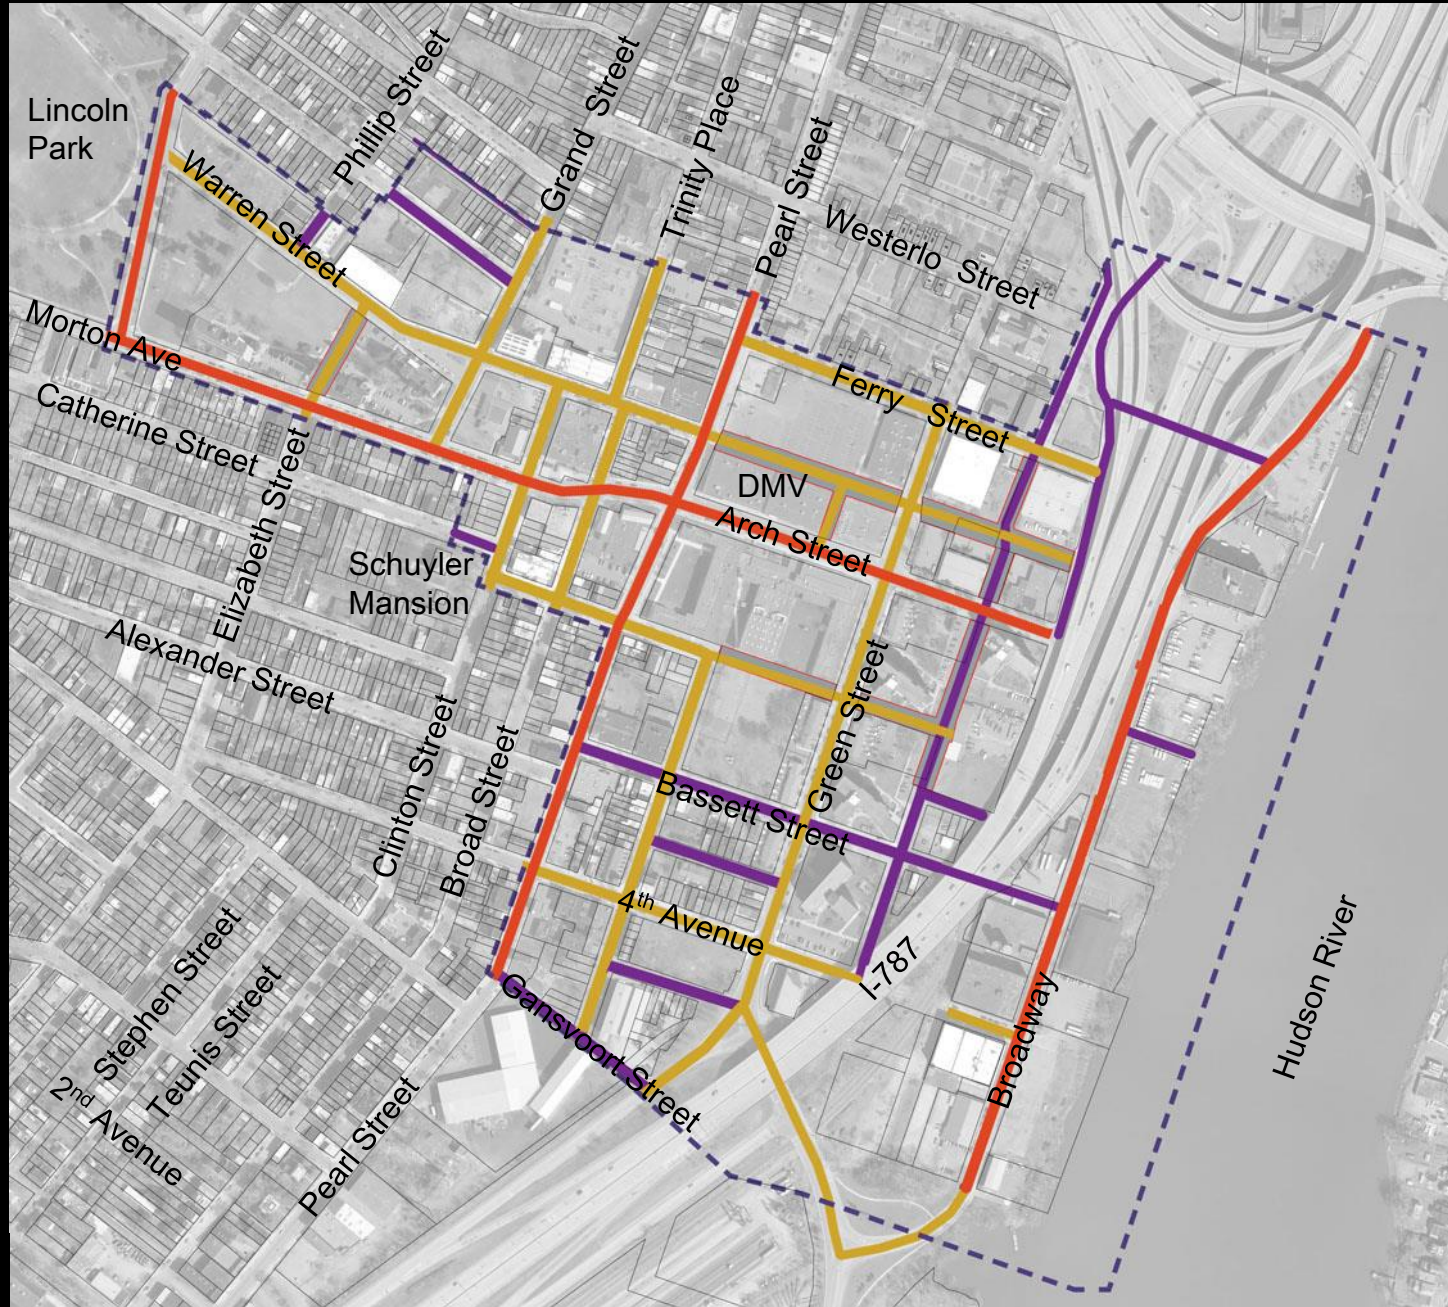 Phillip Street
Grand Street
Trinity Place
Pearl Street
Lincoln
Park
Warren Street
Westerlo Street
Morton Ave
Ferry Street
Catherine Street
DMV
Arch Street
Elizabeth Street
Schuyler
Mansion
Alexander Street
Green Street
Clinton Street
Broad Street
Bassett Street
4th Avenue
I-787
Stephen Street
Gansvoort Street
Broadway
Hudson River
Teunis Street
2nd Avenue
Pearl Street